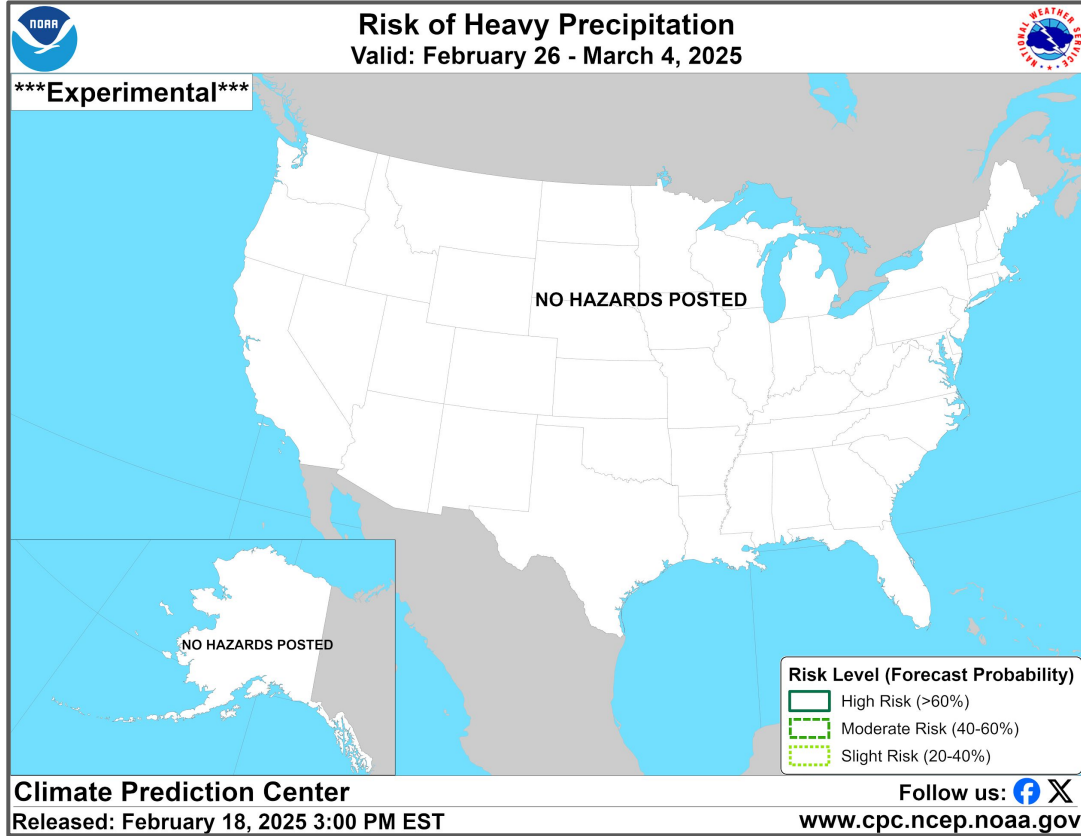 NOAA
Risk of Heavy Precipitation
Valid: February 26 - March 4, 2025
NATIONAL WEATHER SERVICE
***Experimental***
NO HAZARDS POSTED
NO HAZARDS POSTED
Risk Level (Forecast Probability)
High Risk (>60%)
Moderate Risk (40-60%)
Slight Risk (20-40%)
Climate Prediction Center
Follow us:
Released: February 18, 2025 3:00 PM EST
www.cpc.ncep.noaa.gov